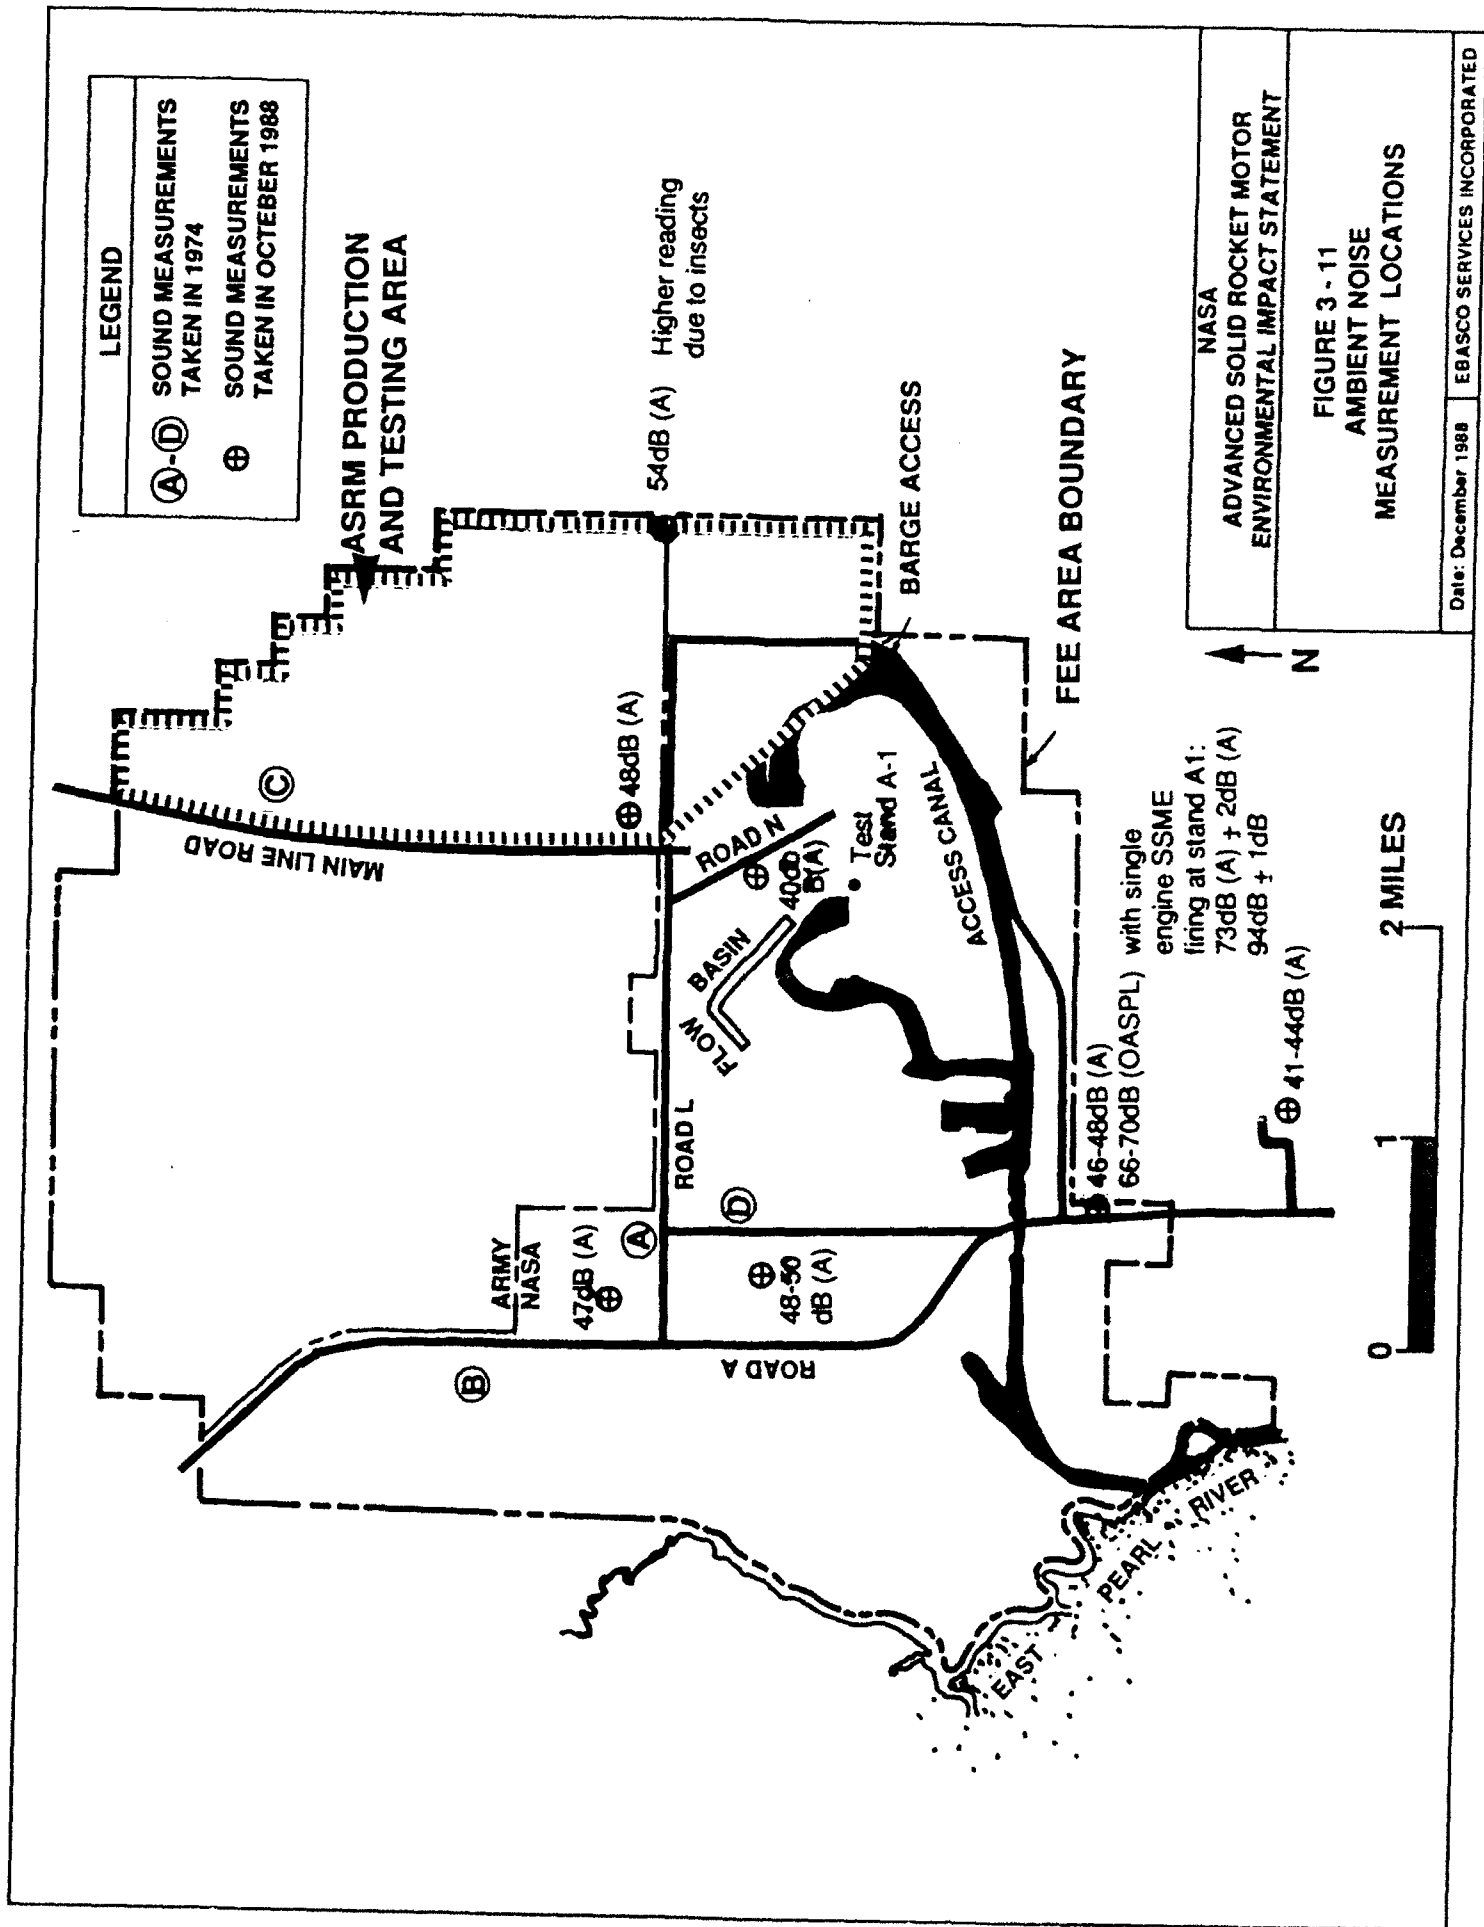 LEGEND
Ⓐ-Ⓓ SOUND MEASUREMENTS
TAKEN IN 1974
⊕ SOUND MEASUREMENTS
TAKEN IN OCTEBER 1988
ASRM PRODUCTION
AND TESTING AREA
MAIN LINE ROAD
Ⓒ
Ⓑ
ARMY
NASA
47dB (A)
Ⓐ
48dB (A)
54dB (A) Higher reading
due to insects
ROAD L
ROAD N
ROAD A
Ⓓ
48-50
dB (A)
FLOW BASIN
B(A)
Test
Stand A-1
BARGE ACCESS
ACCESS CANAL
FEE AREA BOUNDARY
46-48dB (A)
66-70dB (OASPL) with single
engine SSME
firing at stand A1:
73dB (A) ± 2dB (A)
94dB ± 1dB
41-44dB (A)
EAST PEARL RIVER
N
0 1 2 MILES
NASA
ADVANCED SOLID ROCKET MOTOR
ENVIRONMENTAL IMPACT STATEMENT
FIGURE 3 - 11
AMBIENT NOISE
MEASUREMENT LOCATIONS
Date: December 1988 EBASCO SERVICES INCORPORATED